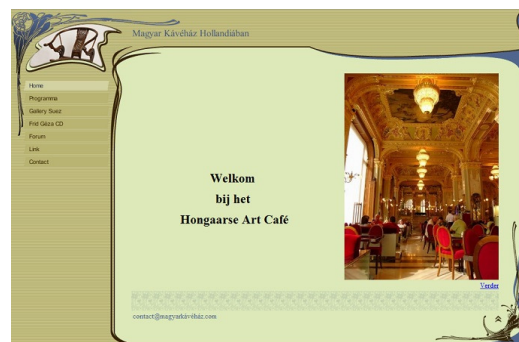 Magyar Kávéház Hollandiában
Home
Programma
Gallery Suez
Frid Géza CD
Forum
Link
Contact
Welkom
bij het
Hongaarse Art Café
Verder
contact@magyarkávéház.com